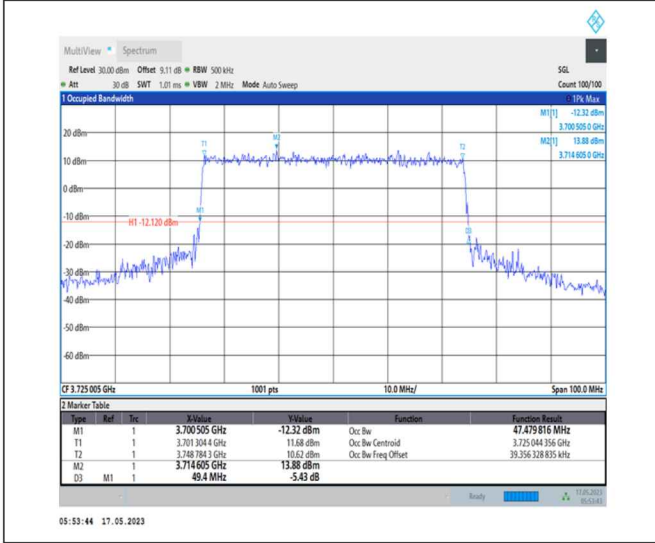 MultiView Spectrum
Ref Level 30.00 dBm Offset 9.11 dB RBW 500 kHz SGL
Att 30 dB SWT 1.01 ms VBW 2 MHz Mode Auto Sweep Count 100/100
1 Occupied Bandwidth 1Pk Max
M1[1] -12.32 dBm
3.700 505 0 GHz
M2[1] 13.88 dBm
3.714 605 0 GHz
20 dBm
M2
T1
T2
10 dBm
0 dBm
-10 dBm
M1
H1 -12.120 dBm
D3
-20 dBm
-30 dBm
-40 dBm
-50 dBm
-60 dBm
CF 3.725 005 GHz 1001 pts 10.0 MHz/ Span 100.0 MHz
2 Marker Table
Type Ref Trc X-Value Y-Value Function Function Result
M1 1 3.700 505 GHz -12.32 dBm Occ Bw 47.479 816 MHz
T1 1 3.701 304 4 GHz 11.68 dBm Occ Bw Centroid 3.725 044 356 GHz
T2 1 3.748 784 3 GHz 10.62 dBm Occ Bw Freq Offset 39.356 328 835 kHz
M2 1 3.714 605 GHz 13.88 dBm
D3 M1 1 49.4 MHz -5.43 dB
Ready 17.05.2023
05:53:43
05:53:44 17.05.2023